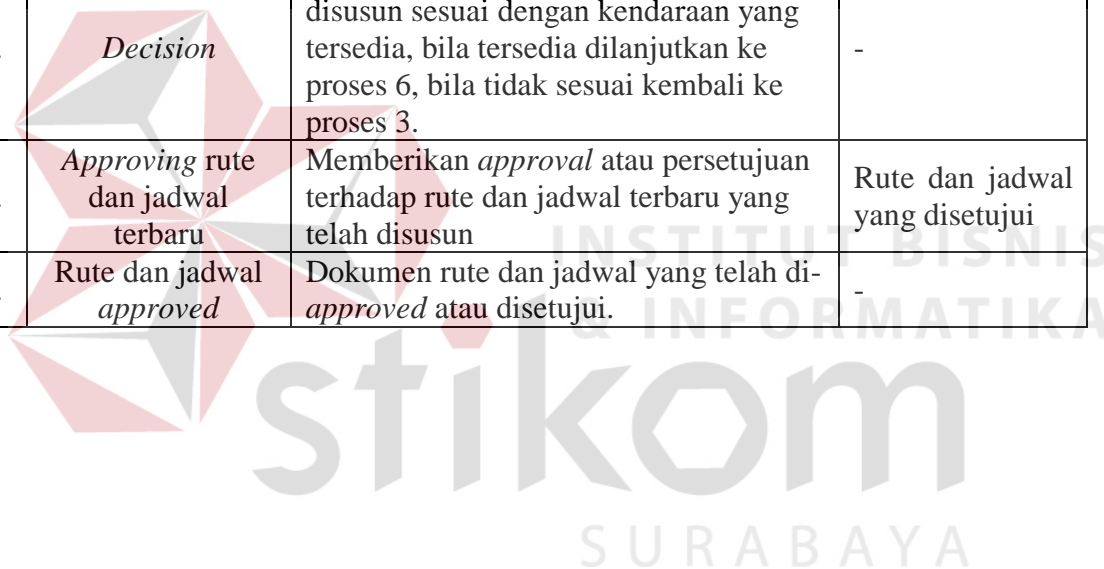 disusun sesuai dengan kendaraan yang
Decision
tersedia, bila tersedia dilanjutkan ke
-
proses 6, bila tidak sesuai kembali ke
proses 3.
Approving rute
dan jadwal
terbaru
Memberikan approval atau persetujuan
terhadap rute dan jadwal terbaru yang
telah disusun
Rute dan jadwal
yang disetujui
Rute dan jadwal
approved
Dokumen rute dan jadwal yang telah di-
approved atau disetujui.
-
INSTITUT BISNIS
& INFORMATIKA
stikom
SURABAYA